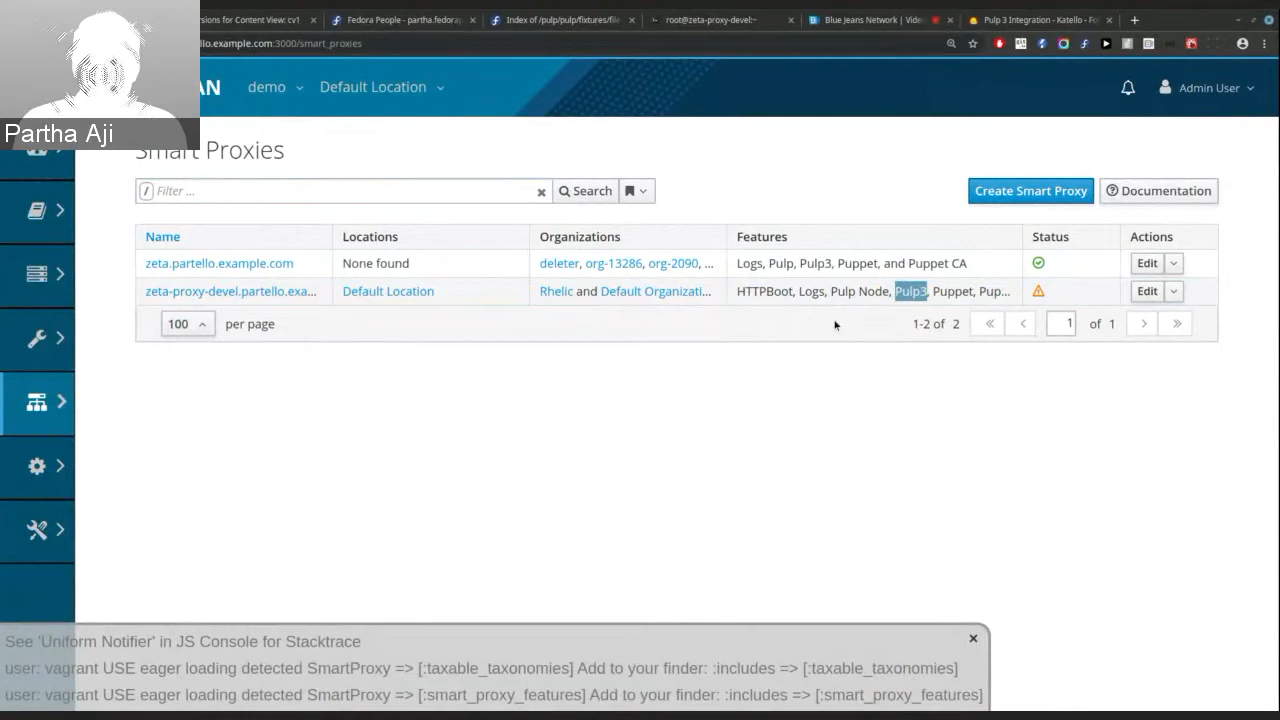 ersions for Content View: cv1
Fedora People - partha.fedorap
Index of /pulp/pulp/fixtures/file
root@zeta-proxy-devel:~
Blue Jeans Network | Vide
Pulp 3 Integration - Katello - Fo
llo.example.com:3000/smart_proxies
AN
demo
Default Location
Admin User
Partha Aji
Smart Proxies
/ Filter ...
Search
Create Smart Proxy
Documentation
Name Locations Organizations Features Status Actions
zeta.partello.example.com None found deleter, org-13286, org-2090, ... Logs, Pulp, Pulp3, Puppet, and Puppet CA Edit
zeta-proxy-devel.partello.exa... Default Location Rhelic and Default Organizati... HTTPBoot, Logs, Pulp Node, Pulp3, Puppet, Pup... Edit
100 per page 1-2 of 2 « < 1 of 1 > »
See 'Uniform Notifier' in JS Console for Stacktrace
user: vagrant USE eager loading detected SmartProxy => [:taxable_taxonomies] Add to your finder: :includes => [:taxable_taxonomies]
user: vagrant USE eager loading detected SmartProxy => [:smart_proxy_features] Add to your finder: :includes => [:smart_proxy_features]